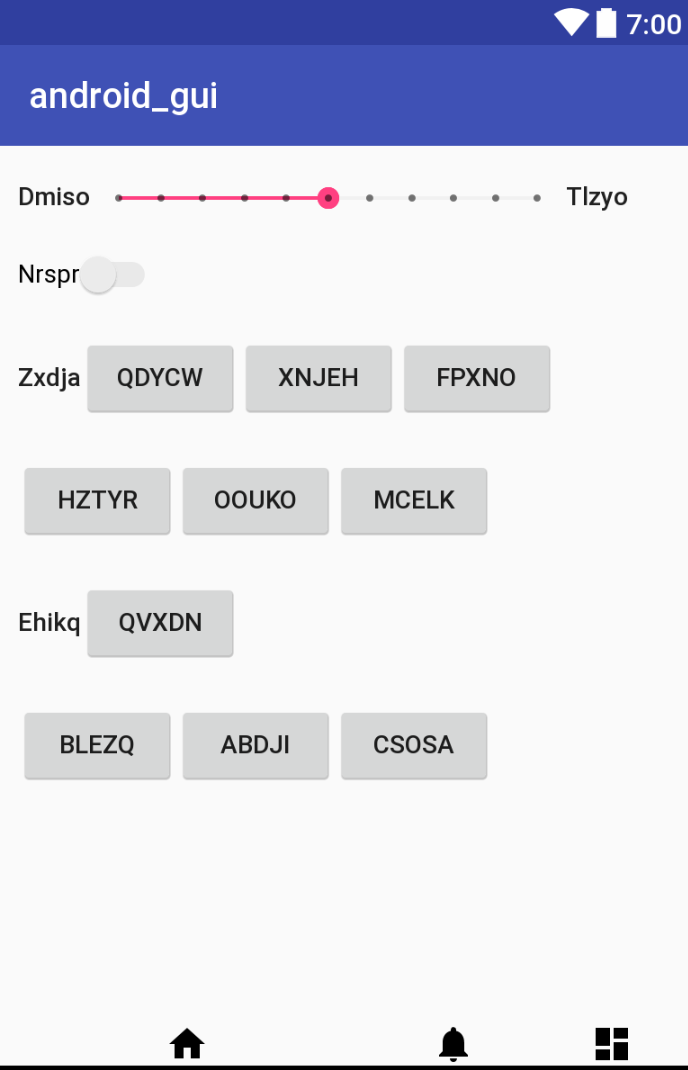 7:00
android_gui
Dmiso Tlzyo
Nrspr
Zxdja QDYCW XNJEH FPXNO
HZTYR OOUKO MCELK
Ehikq QVXDN
BLEZQ ABDJI CSOSA